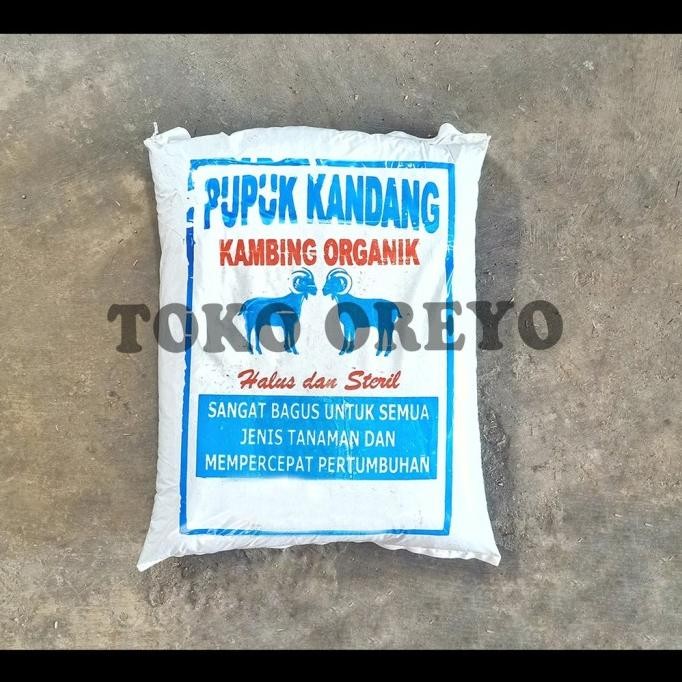 PUPUK KANDANG
KAMBING ORGANIK
TOKO OREYO
Halus dan Steril
SANGAT BAGUS UNTUK SEMUA
JENIS TANAMAN DAN
MEMPERCEPAT PERTUMBUHAN